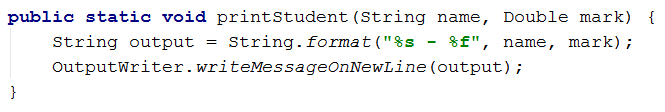 public static void printStudent(String name, Double mark) {
    String output = String.format("%s - %f", name, mark);
    OutputWriter.writeMessageOnNewLine(output);
}